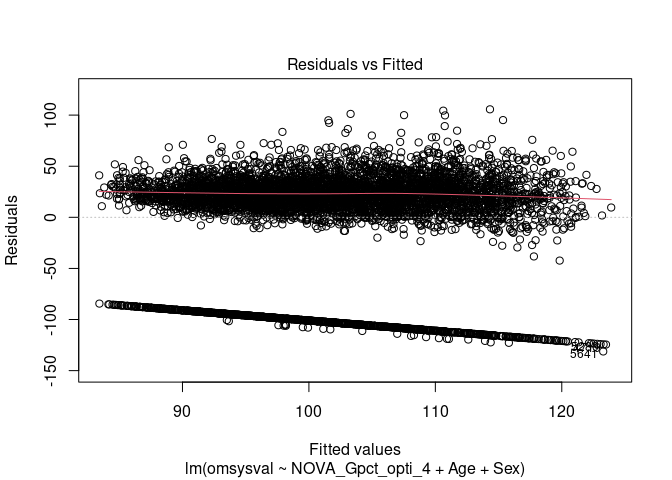 Residuals vs Fitted
Residuals
100
50
0
-50
-100
-150
5641
90
100
110
120
Fitted values
lm(omsysval ~ NOVA_Gpct_opti_4 + Age + Sex)